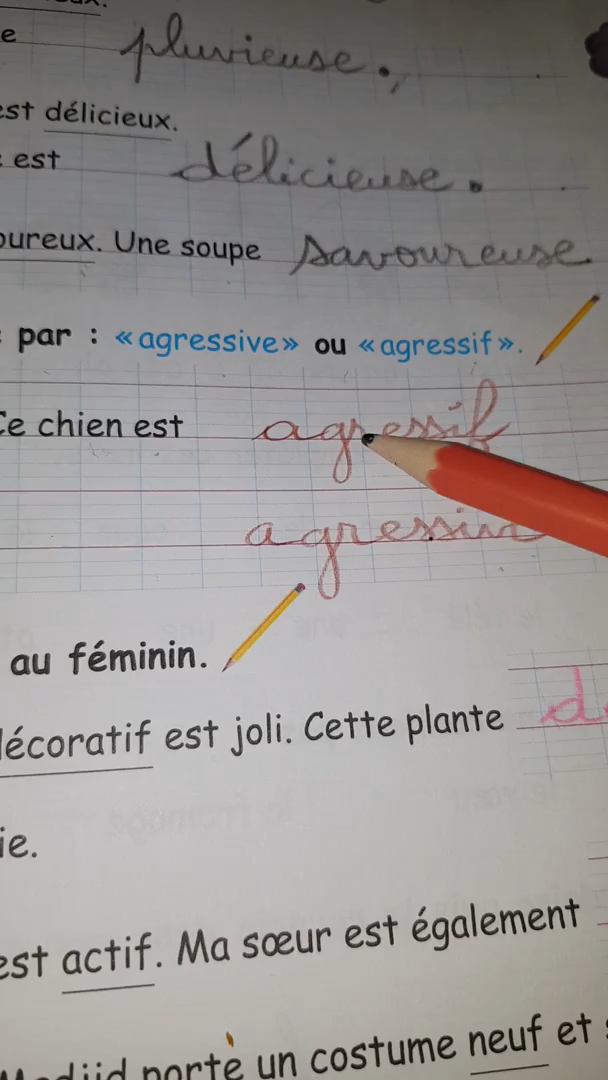 e pluvieuse.
est délicieux.
est délicieuse.
oureux. Une soupe savoureuse.
par : «agressive» ou «agressif».
Ce chien est agressif
agressiv
au féminin.
décoratif est joli. Cette plante d
ie.
est actif. Ma sœur est également
porte un costume neuf et s